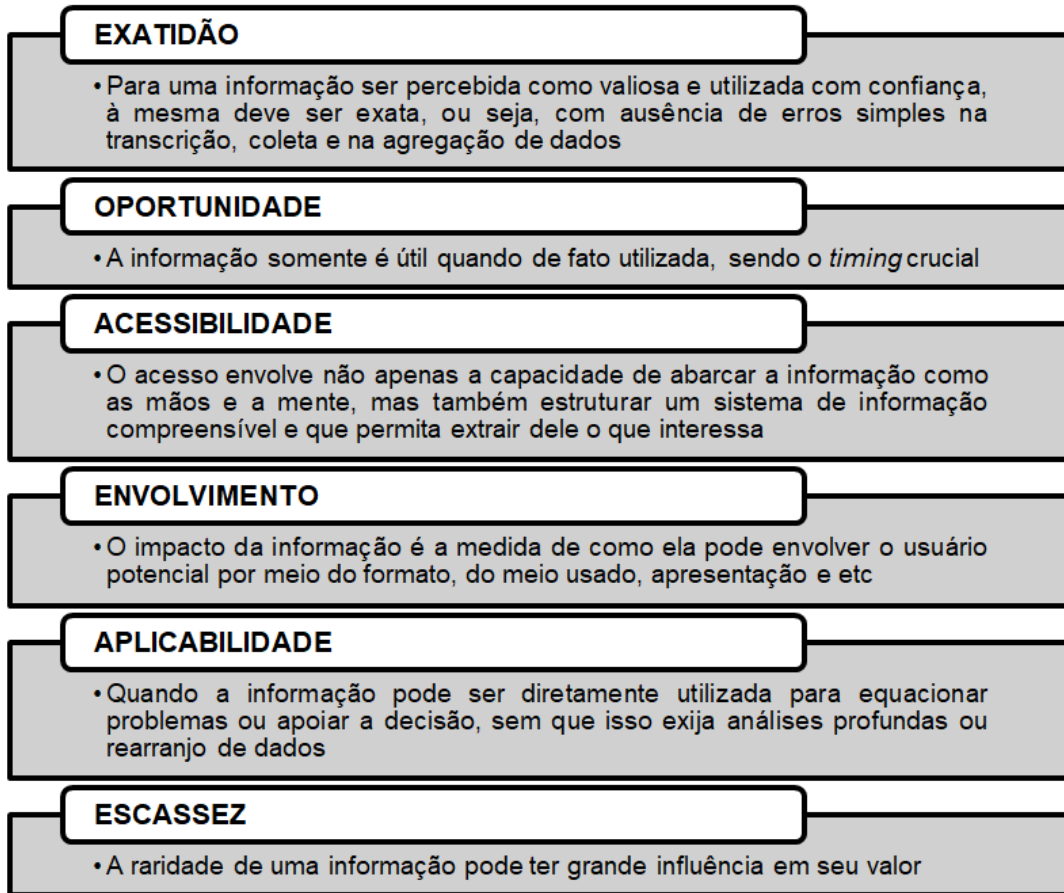 EXATIDÃO
• Para uma informação ser percebida como valiosa e utilizada com confiança,
à mesma deve ser exata, ou seja, com ausência de erros simples na
transcrição, coleta e na agregação de dados
OPORTUNIDADE
• A informação somente é útil quando de fato utilizada, sendo o timing crucial
ACESSIBILIDADE
• O acesso envolve não apenas a capacidade de abarcar a informação como
as mãos e a mente, mas também estruturar um sistema de informação
compreensível e que permita extrair dele o que interessa
ENVOLVIMENTO
• O impacto da informação é a medida de como ela pode envolver o usuário
potencial por meio do formato, do meio usado, apresentação e etc
APLICABILIDADE
• Quando a informação pode ser diretamente utilizada para equacionar
problemas ou apoiar a decisão, sem que isso exija análises profundas ou
rearranjo de dados
ESCASSEZ
• A raridade de uma informação pode ter grande influência em seu valor